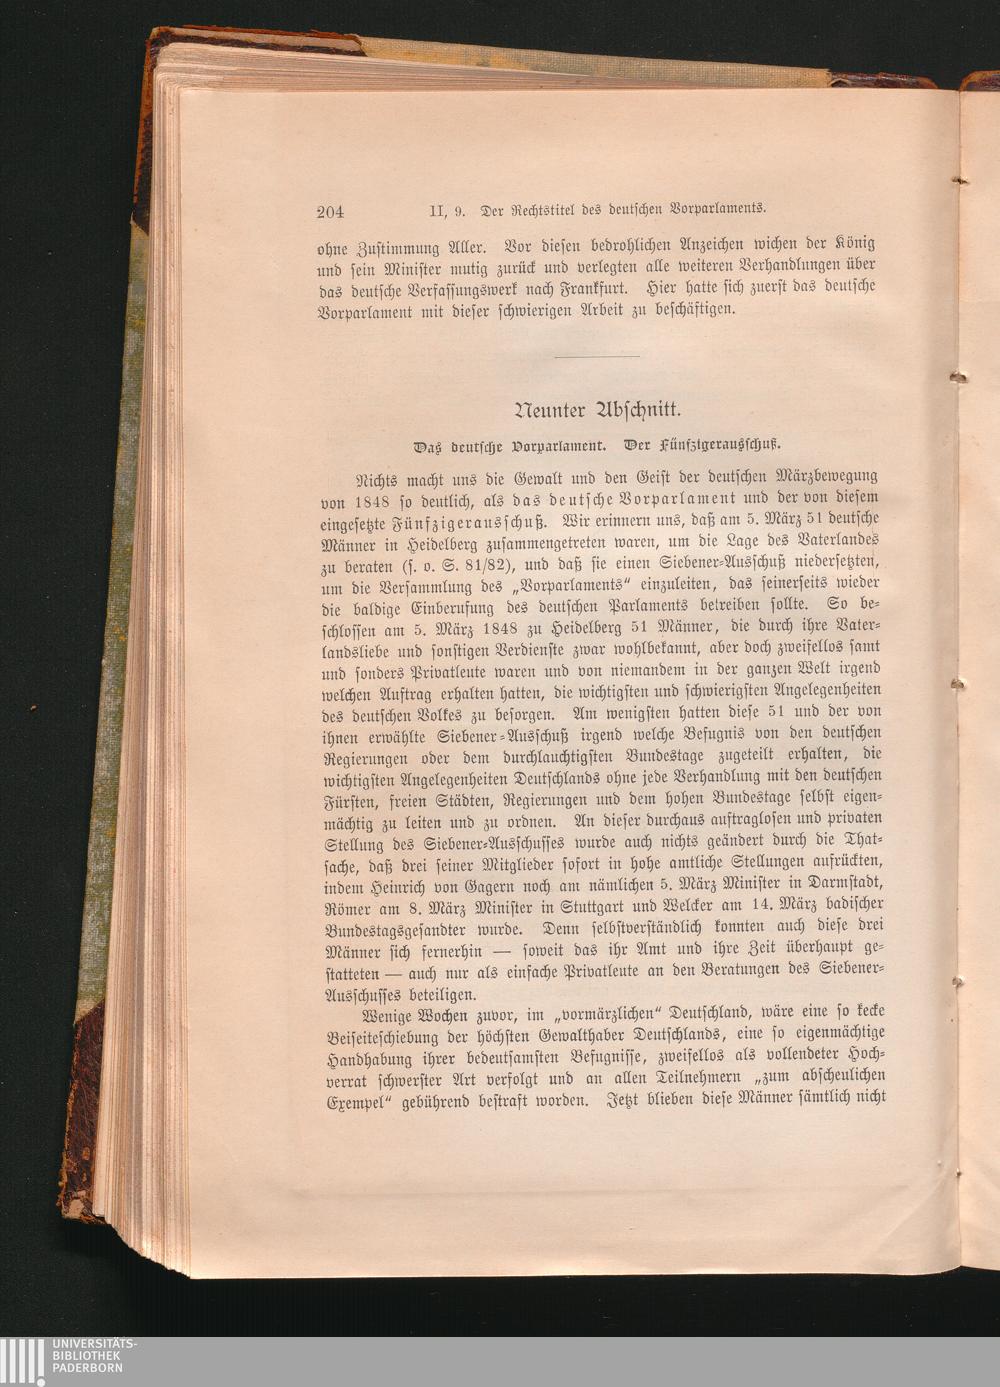 204 II, 9. Der Rechtstitel des deutschen Vorparlaments.
ohne Zustimmung Aller. Vor diesen bedrohlichen Anzeichen wichen der König
und sein Minister mutig zurück und verlegten alle weiteren Verhandlungen über
das deutsche Verfassungswerk nach Frankfurt. Hier hatte sich zuerst das deutsche
Vorparlament mit dieser schwierigen Arbeit zu beschäftigen.
Neunter Abschnitt.
Das deutsche Vorparlament. Der Fünfzigerausschuß.
Nichts macht uns die Gewalt und den Geist der deutschen Märzbewegung
von 1848 so deutlich, als das deutsche Vorparlament und der von diesem
eingesetzte Fünfzigerausschuß. Wir erinnern uns, daß am 5. März 51 deutsche
Männer in Heidelberg zusammengetreten waren, um die Lage des Vaterlandes
zu beraten (s. o. S. 81/82), und daß sie einen Siebener-Ausschuß niedersetzten,
um die Versammlung des „Vorparlaments“ einzuleiten, das seinerseits wieder
die baldige Einberufung des deutschen Parlaments betreiben sollte. So be-
schlossen am 5. März 1848 zu Heidelberg 51 Männer, die durch ihre Vater-
landsliebe und sonstigen Verdienste zwar wohlbekannt, aber doch zweifellos samt
und sonders Privatleute waren und von niemandem in der ganzen Welt irgend
welchen Auftrag erhalten hatten, die wichtigsten und schwierigsten Angelegenheiten
des deutschen Volkes zu besorgen. Am wenigsten hatten diese 51 und der von
ihnen erwählte Siebener-Ausschuß irgend welche Befugnis von den deutschen
Regierungen oder dem durchlauchtigsten Bundestage zugeteilt erhalten, die
wichtigsten Angelegenheiten Deutschlands ohne jede Verhandlung mit den deutschen
Fürsten, freien Städten, Regierungen und dem hohen Bundestage selbst eigen-
mächtig zu leiten und zu ordnen. An dieser durchaus auftraglosen und privaten
Stellung des Siebener-Ausschusses wurde auch nichts geändert durch die That-
sache, daß drei seiner Mitglieder sofort in hohe amtliche Stellungen aufrückten,
indem Heinrich von Gagern noch am nämlichen 5. März Minister in Darmstadt,
Römer am 8. März Minister in Stuttgart und Welcker am 14. März badischer
Bundestagsgesandter wurde. Denn selbstverständlich konnten auch diese drei
Männer sich fernerhin — soweit das ihr Amt und ihre Zeit überhaupt ge-
statteten — auch nur als einfache Privatleute an den Beratungen des Siebener-
Ausschusses beteiligen.
Wenige Wochen zuvor, im „vormärzlichen“ Deutschland, wäre eine so kecke
Beiseiteschiebung der höchsten Gewalthaber Deutschlands, eine so eigenmächtige
Handhabung ihrer bedeutsamsten Befugnisse, zweifellos als vollendeter Hoch-
verrat schwerster Art verfolgt und an allen Teilnehmern „zum abscheulichen
Exempel“ gebührend bestraft worden. Jetzt blieben diese Männer sämtlich nicht
UNIVERSITÄTS-
BIBLIOTHEK
PADERBORN